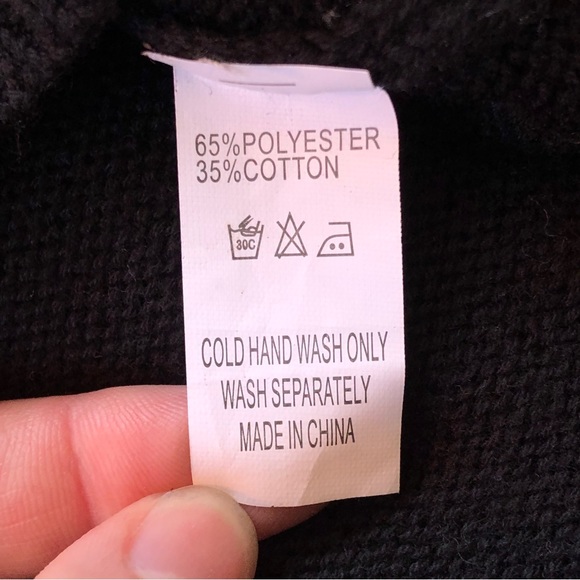 65%POLYESTER
35%COTTON
30C
COLD HAND WASH ONLY
WASH SEPARATELY
MADE IN CHINA